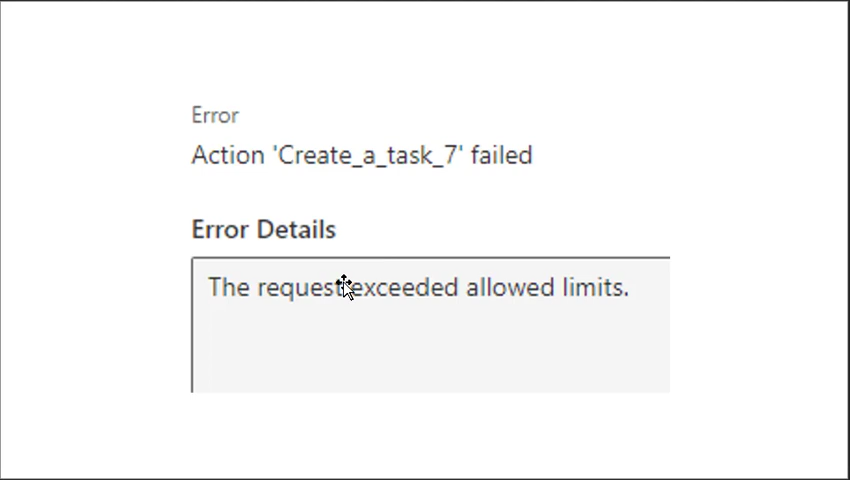 Error
Action 'Create_a_task_7' failed
Error Details
The request exceeded allowed limits.